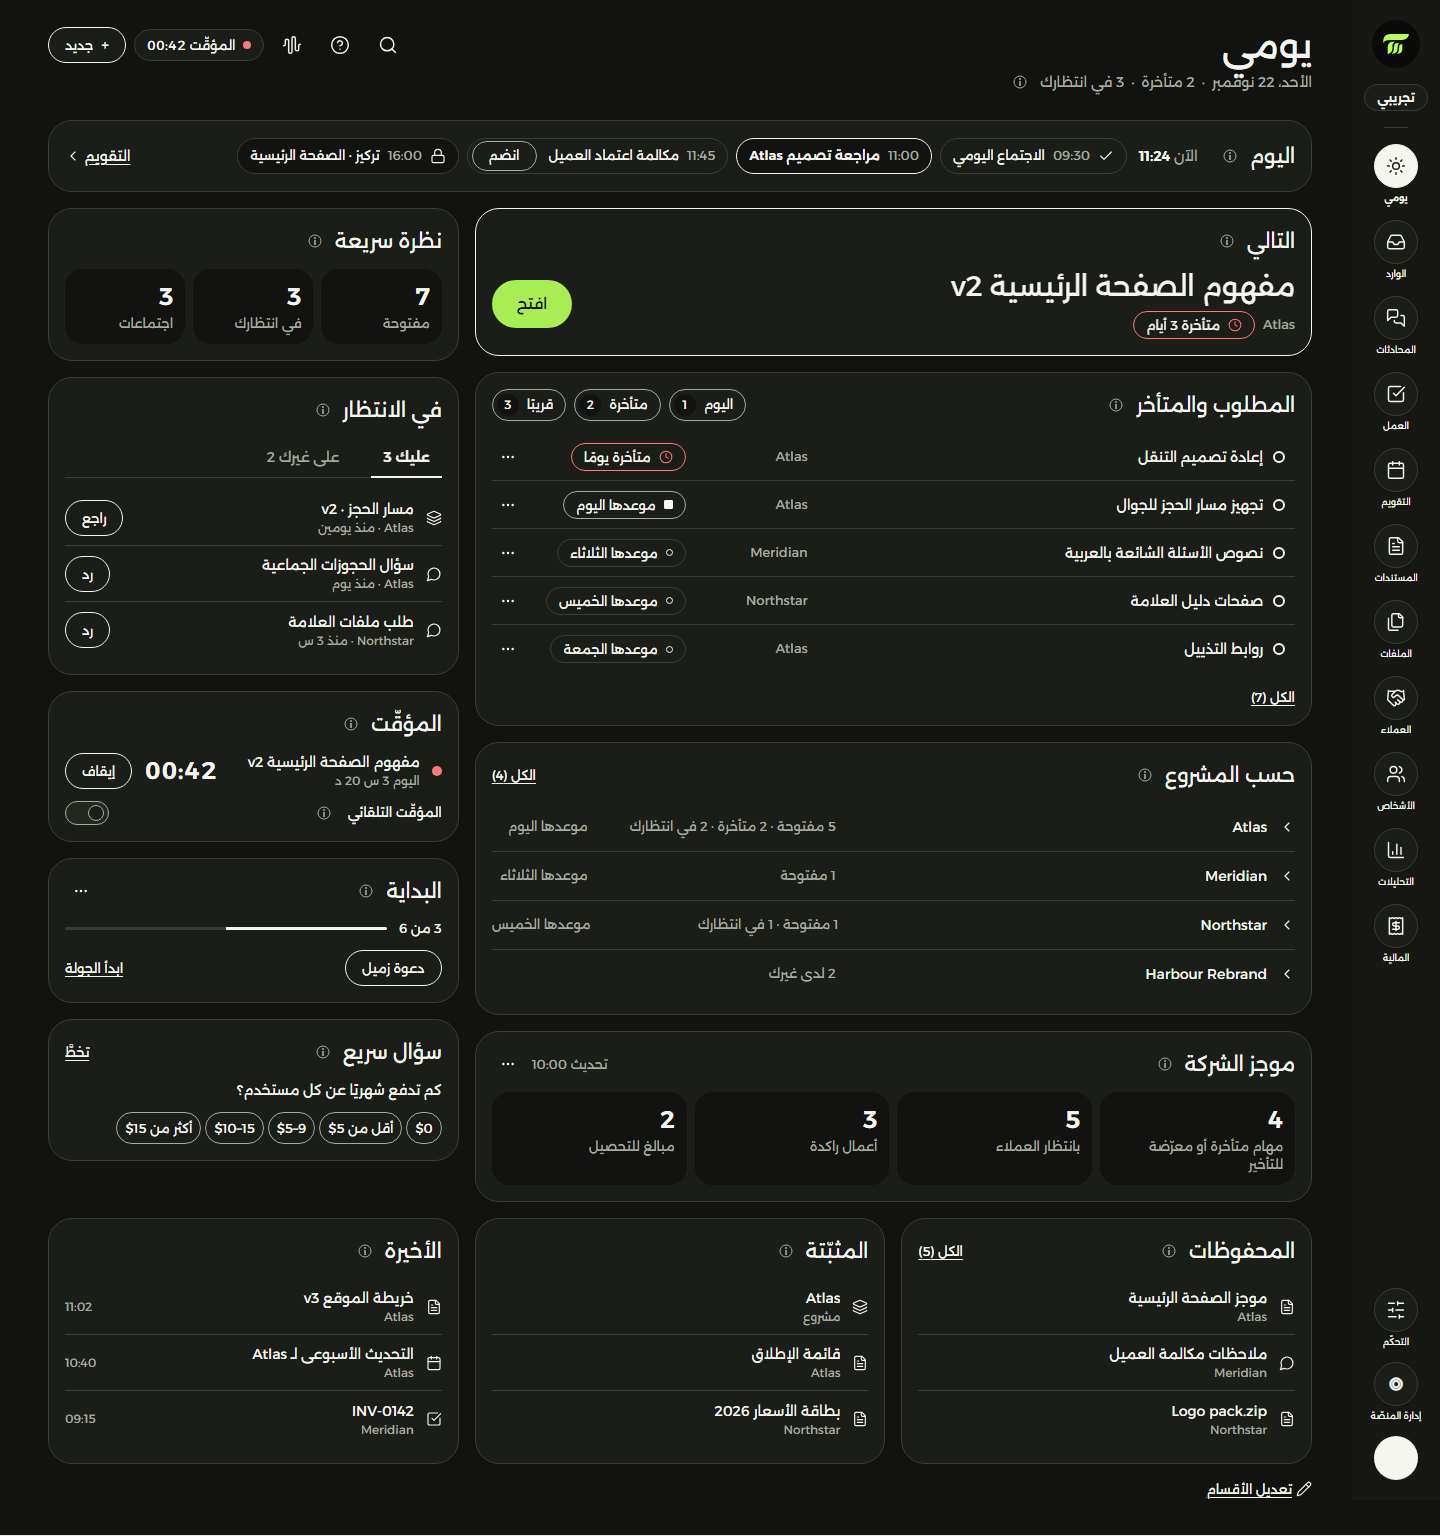 تجريبي
يومي
الوارد
المحادثات
العمل
التقويم
المستندات
الملفات
العملاء
الأشخاص
التحليلات
المالية
التحكّم
إدارة المنصّة
يومي
الأحد، 22 نوفمبر · 2 متأخرة · 3 في انتظارك
المؤقّت 00:42
+ جديد
اليوم
الآن 11:24
09:30 الاجتماع اليومي
11:00 مراجعة تصميم Atlas
11:45 مكالمة اعتماد العميل انضم
16:00 تركيز · الصفحة الرئيسية
التقويم
التالي
مفهوم الصفحة الرئيسية v2
Atlas متأخرة 3 أيام
افتح
المطلوب والمتأخر
اليوم 1
متأخرة 2
قريبًا 3
إعادة تصميم التنقل Atlas متأخرة يومًا
تجهيز مسار الحجز للجوال Atlas موعدها اليوم
نصوص الأسئلة الشائعة بالعربية Meridian موعدها الثلاثاء
صفحات دليل العلامة Northstar موعدها الخميس
روابط التذييل Atlas موعدها الجمعة
الكل (7)
حسب المشروع
الكل (4)
Atlas 5 مفتوحة · 2 متأخرة · 2 في انتظارك موعدها اليوم
Meridian 1 مفتوحة موعدها الثلاثاء
Northstar 1 مفتوحة · 1 في انتظارك موعدها الخميس
Harbour Rebrand 2 لدى غيرك
موجز الشركة
تحديث 10:00
4
مهام متأخرة أو معرّضة
للتأخير
5
بانتظار العملاء
3
أعمال راكدة
2
مبالغ للتحصيل
نظرة سريعة
7
مفتوحة
3
في انتظارك
3
اجتماعات
في الانتظار
عليك 3
على غيرك 2
مسار الحجز · v2
Atlas · منذ يومين
راجع
سؤال الحجوزات الجماعية
Atlas · منذ يوم
رد
طلب ملفات العلامة
Northstar · منذ 3 س
رد
المؤقّت
مفهوم الصفحة الرئيسية v2
اليوم 3 س 20 د
00:42
إيقاف
المؤقّت التلقائي
البداية
3 من 6
دعوة زميل
ابدأ الجولة
سؤال سريع
تخطَّ
كم تدفع شهريًا عن كل مستخدم؟
$0
أقل من $5
$5–9
$10–15
أكثر من $15
المحفوظات
الكل (5)
موجز الصفحة الرئيسية
Atlas
ملاحظات مكالمة العميل
Meridian
Logo pack.zip
Northstar
المثبّتة
Atlas
مشروع
قائمة الإطلاق
Atlas
بطاقة الأسعار 2026
Northstar
الأخيرة
خريطة الموقع v3
Atlas
11:02
التحديث الأسبوعي لـ Atlas
Atlas
10:40
INV-0142
Meridian
09:15
تعديل الأقسام